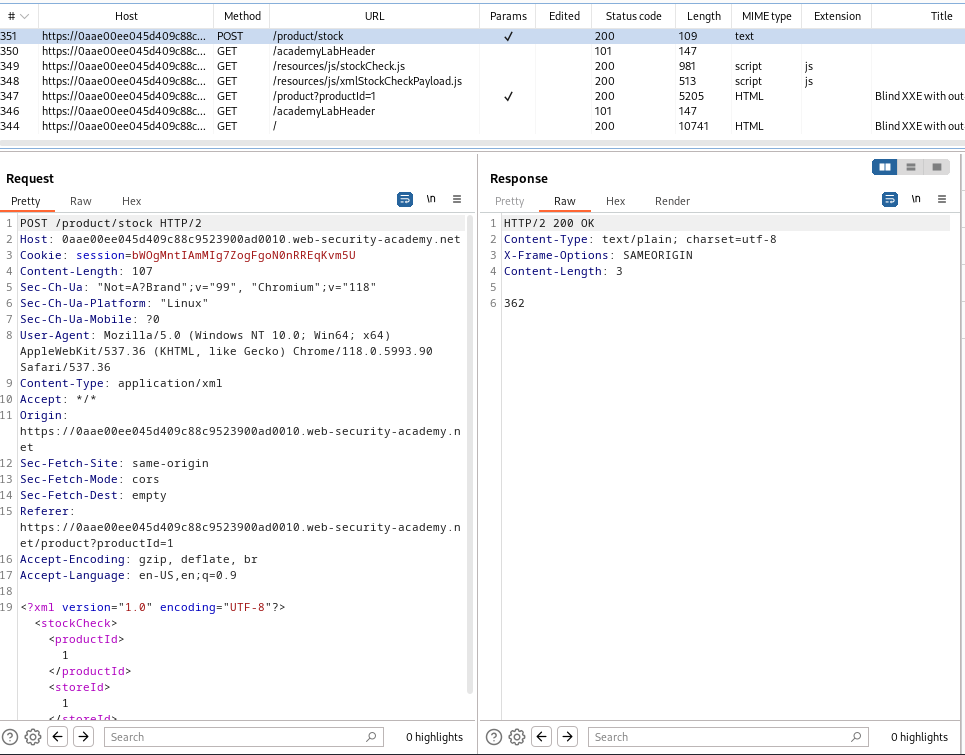 # Host Method URL Params Edited Status code Length MIME type Extension Title
351 https://0aae00ee045d409c88c... POST /product/stock ✓ 200 109 text
350 https://0aae00ee045d409c88c... GET /academyLabHeader 101 147
349 https://0aae00ee045d409c88c... GET /resources/js/stockCheck.js 200 981 script js
348 https://0aae00ee045d409c88c... GET /resources/js/xmlStockCheckPayload.js 200 513 script js
347 https://0aae00ee045d409c88c... GET /product?productId=1 ✓ 200 5205 HTML Blind XXE with out
346 https://0aae00ee045d409c88c... GET /academyLabHeader 101 147
344 https://0aae00ee045d409c88c... GET / 200 10741 HTML Blind XXE with out
Request
Pretty Raw Hex \n
1 POST /product/stock HTTP/2
2 Host: 0aae00ee045d409c88c9523900ad0010.web-security-academy.net
3 Cookie: session=bWOgMntIAmMIg7ZogFgoN0nRREqKvm5U
4 Content-Length: 107
5 Sec-Ch-Ua: "Not=A?Brand";v="99", "Chromium";v="118"
6 Sec-Ch-Ua-Platform: "Linux"
7 Sec-Ch-Ua-Mobile: ?0
8 User-Agent: Mozilla/5.0 (Windows NT 10.0; Win64; x64)
AppleWebKit/537.36 (KHTML, like Gecko) Chrome/118.0.5993.90
Safari/537.36
9 Content-Type: application/xml
10 Accept: */*
11 Origin:
https://0aae00ee045d409c88c9523900ad0010.web-security-academy.n
et
12 Sec-Fetch-Site: same-origin
13 Sec-Fetch-Mode: cors
14 Sec-Fetch-Dest: empty
15 Referer:
https://0aae00ee045d409c88c9523900ad0010.web-security-academy.n
et/product?productId=1
16 Accept-Encoding: gzip, deflate, br
17 Accept-Language: en-US,en;q=0.9
18
19 <?xml version="1.0" encoding="UTF-8"?>
<stockCheck>
<productId>
1
</productId>
<storeId>
1
</storeId>
Search 0 highlights
Response
Pretty Raw Hex Render \n
1 HTTP/2 200 OK
2 Content-Type: text/plain; charset=utf-8
3 X-Frame-Options: SAMEORIGIN
4 Content-Length: 3
5
6 362
Search 0 highlights